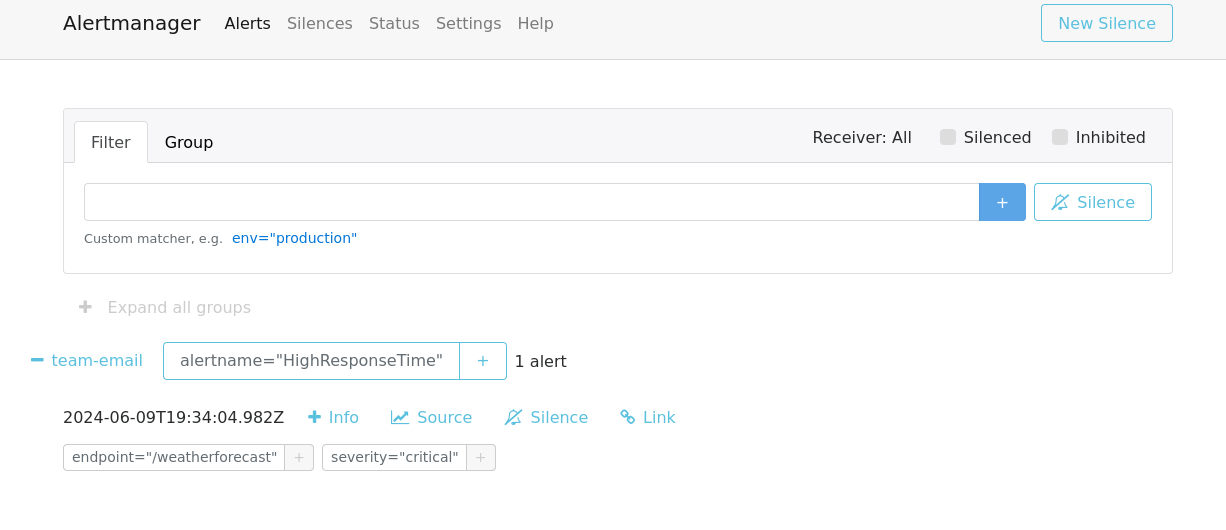 Alertmanager Alerts Silences Status Settings Help New Silence
Filter Group Receiver: All Silenced Inhibited
+ Silence
Custom matcher, e.g. env="production"
+ Expand all groups
− team-email alertname="HighResponseTime" + 1 alert
2024-06-09T19:34:04.982Z + Info Source Silence Link
endpoint="/weatherforecast" + severity="critical" +